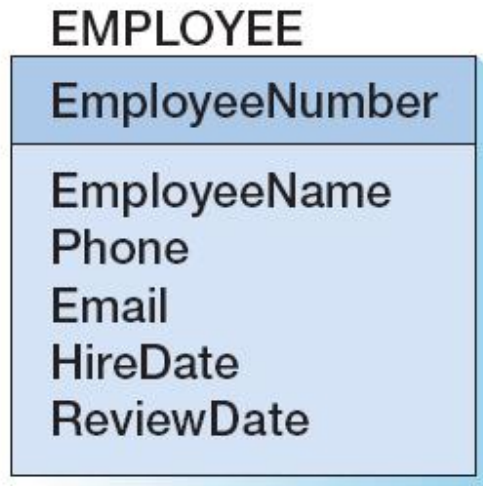 EMPLOYEE
EmployeeNumber
EmployeeName
Phone
Email
HireDate
ReviewDate